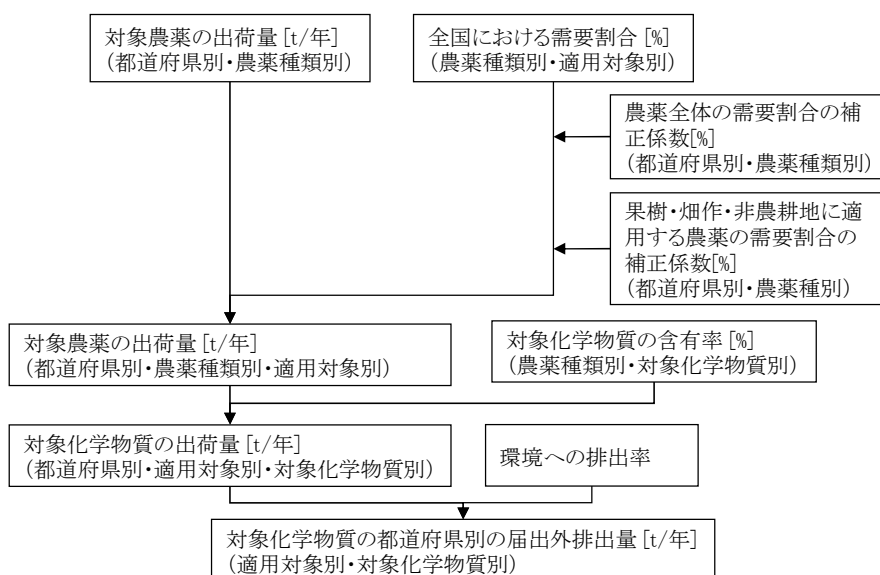 対象農薬の出荷量[t/年]
(都道府県別・農薬種類別)
全国における需要割合[%]
(農薬種類別・適用対象別)
農薬全体の需要割合の補
正係数[%]
(都道府県別・農薬種類別)
果樹・畑作・非農耕地に適
用する農薬の需要割合の
補正係数[%]
(都道府県別・農薬種別)
対象農薬の出荷量[t/年]
(都道府県別・農薬種類別・適用対象別)
対象化学物質の含有率[%]
(農薬種類別・対象化学物質別)
対象化学物質の出荷量[t/年]
(都道府県別・適用対象別・対象化学物質別)
環境への排出率
対象化学物質の都道府県別の届出外排出量[t/年]
(適用対象別・対象化学物質別)